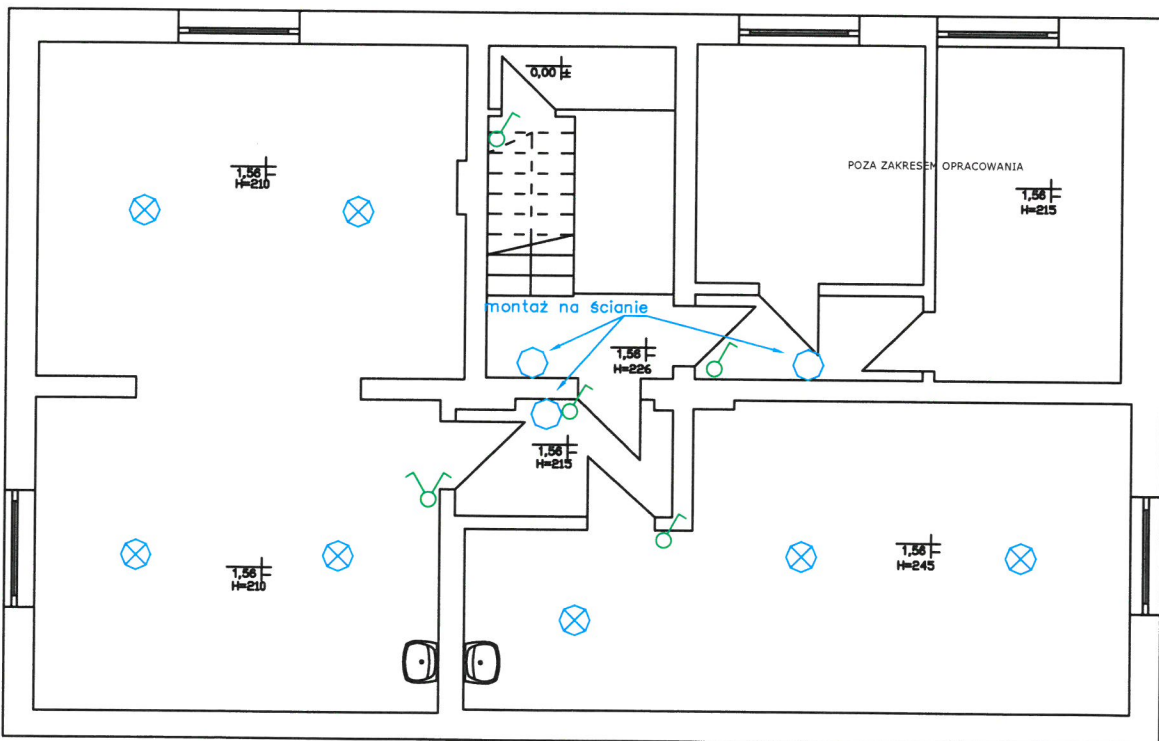 0,00 ±
1,56
H=210
POZA ZAKRESEM OPRACOWANIA
1,56
H=215
montaż na ścianie
1,56
H=226
1,56
H=215
1,56
H=210
1,56
H=245